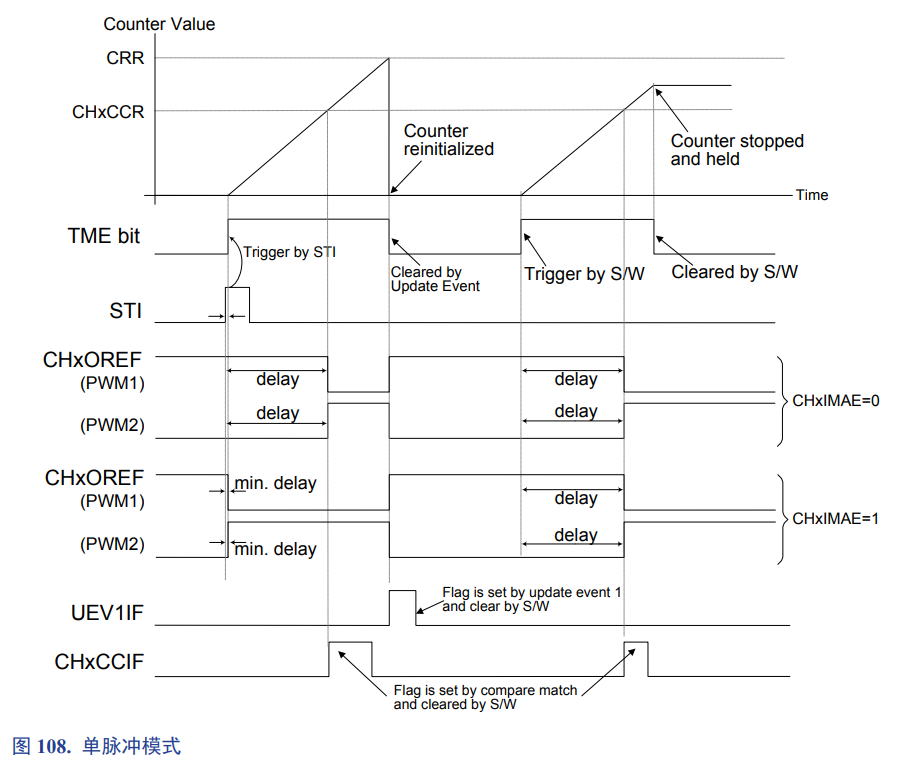 Counter Value
CRR
CHxCCR
Counter
reinitialized
Counter stopped
and held
Time
TME bit
Trigger by STI
Cleared by
Update Event
Trigger by S/W
Cleared by S/W
STI
CHxOREF
(PWM1)
delay
delay
(PWM2)
delay
delay
CHxIMAE=0
CHxOREF
(PWM1)
min. delay
delay
(PWM2)
min. delay
delay
CHxIMAE=1
UEV1IF
Flag is set by update event 1
and clear by S/W
CHxCCIF
Flag is set by compare match
and cleared by S/W
图 108. 单脉冲模式